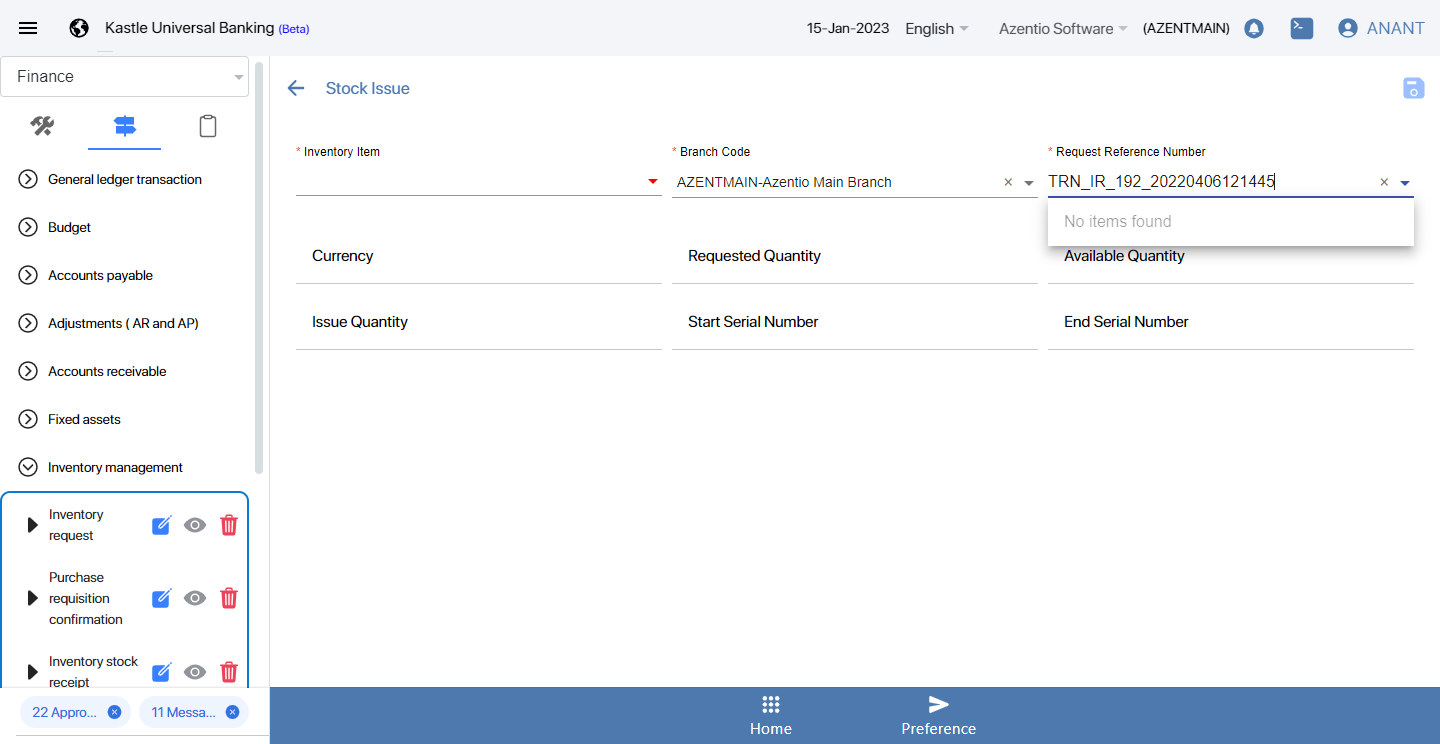 Kastle Universal Banking (Beta)
15-Jan-2023
English
Azentio Software
(AZENTMAIN)
ANANT
Finance
General ledger transaction
Budget
Accounts payable
Adjustments ( AR and AP)
Accounts receivable
Fixed assets
Inventory management
Inventory
request
Purchase
requisition
confirmation
Inventory stock
receipt
22 Appro...
11 Messa...
Stock Issue
* Inventory Item
* Branch Code
AZENTMAIN-Azentio Main Branch
* Request Reference Number
TRN_IR_192_20220406121445
No items found
Currency
Requested Quantity
Available Quantity
Issue Quantity
Start Serial Number
End Serial Number
Home
Preference